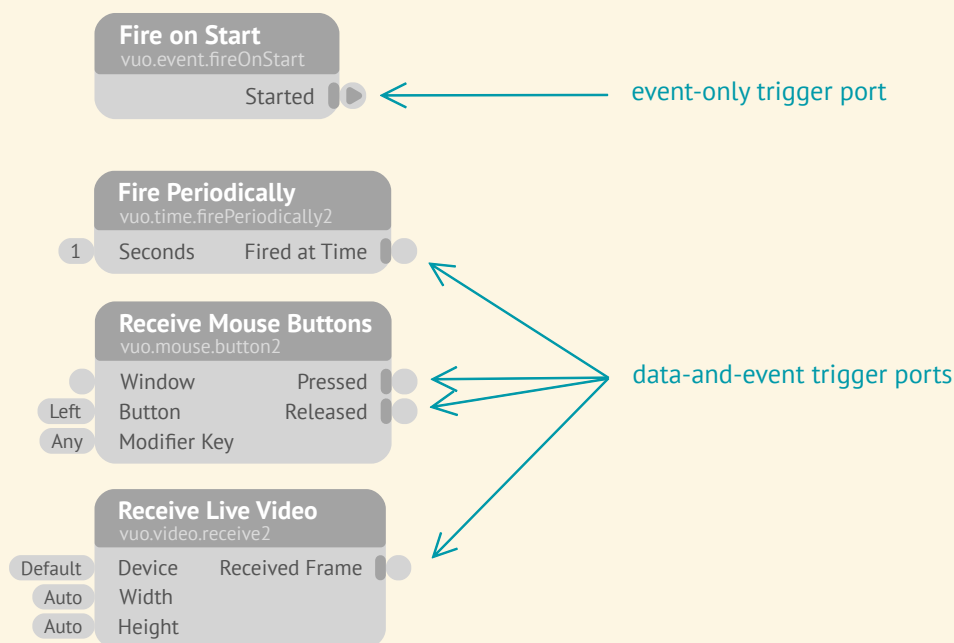 Fire on Start
vuo.event.fireOnStart
Started
event-only trigger port
Fire Periodically
vuo.time.firePeriodically2
1 Seconds Fired at Time
Receive Mouse Buttons
vuo.mouse.button2
Window Pressed
data-and-event trigger ports
Left Button Released
Any Modifier Key
Receive Live Video
vuo.video.receive2
Default Device Received Frame
Auto Width
Auto Height